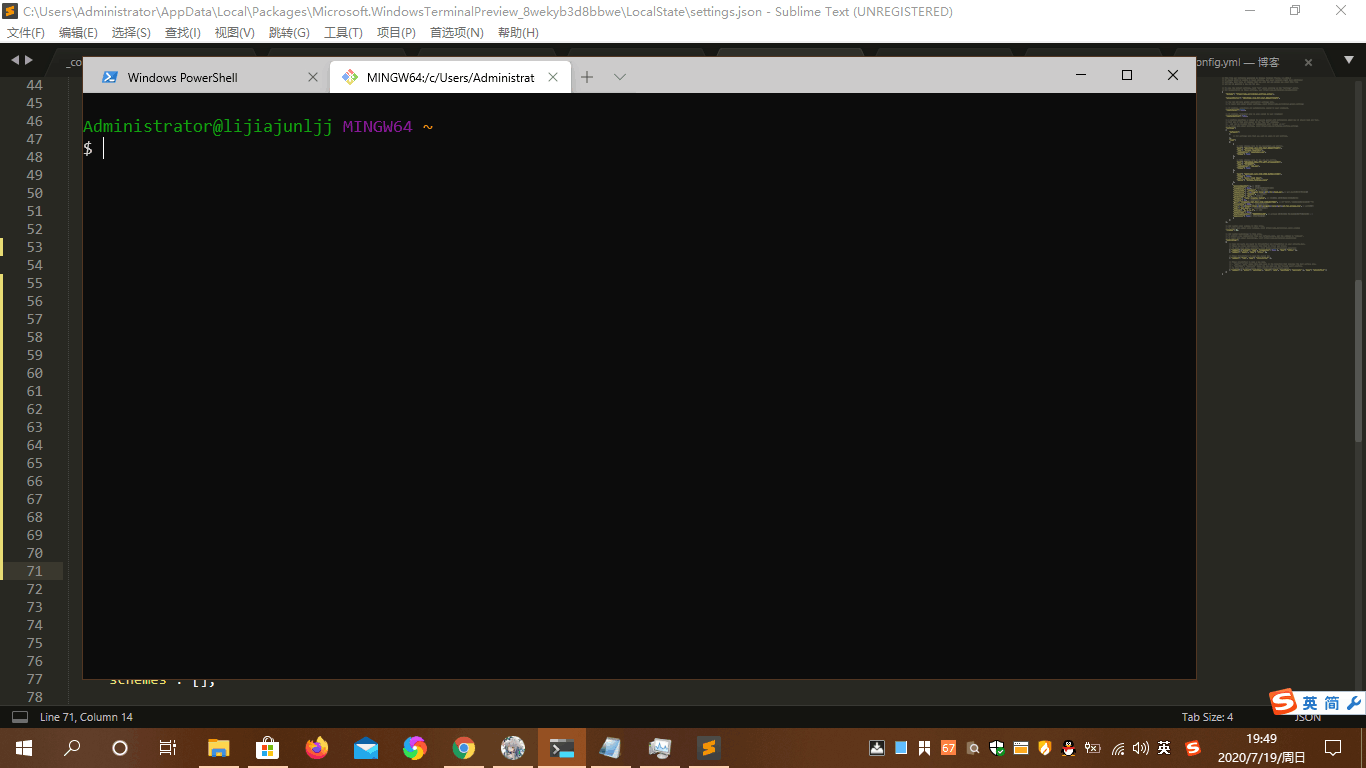 C:\Users\Administrator\AppData\Local\Packages\Microsoft.WindowsTerminalPreview_8wekyb3d8bbwe\LocalState\settings.json - Sublime Text (UNREGISTERED)
文件(F) 编辑(E) 选择(S) 查找(I) 视图(V) 跳转(G) 工具(T) 项目(P) 首选项(N) 帮助(H)
_co
onfig.yml — 博客
Windows PowerShell
MINGW64:/c/Users/Administrat
Administrator@lijiajunljj MINGW64 ~
$
44
45
46
47
48
49
50
51
52
53
54
55
56
57
58
59
60
61
62
63
64
65
66
67
68
69
70
71
72
73
74
75
76
77 "schemes": [],
78
Line 71, Column 14
Tab Size: 4
JSON
英 简
67
英
19:49
2020/7/19/周日